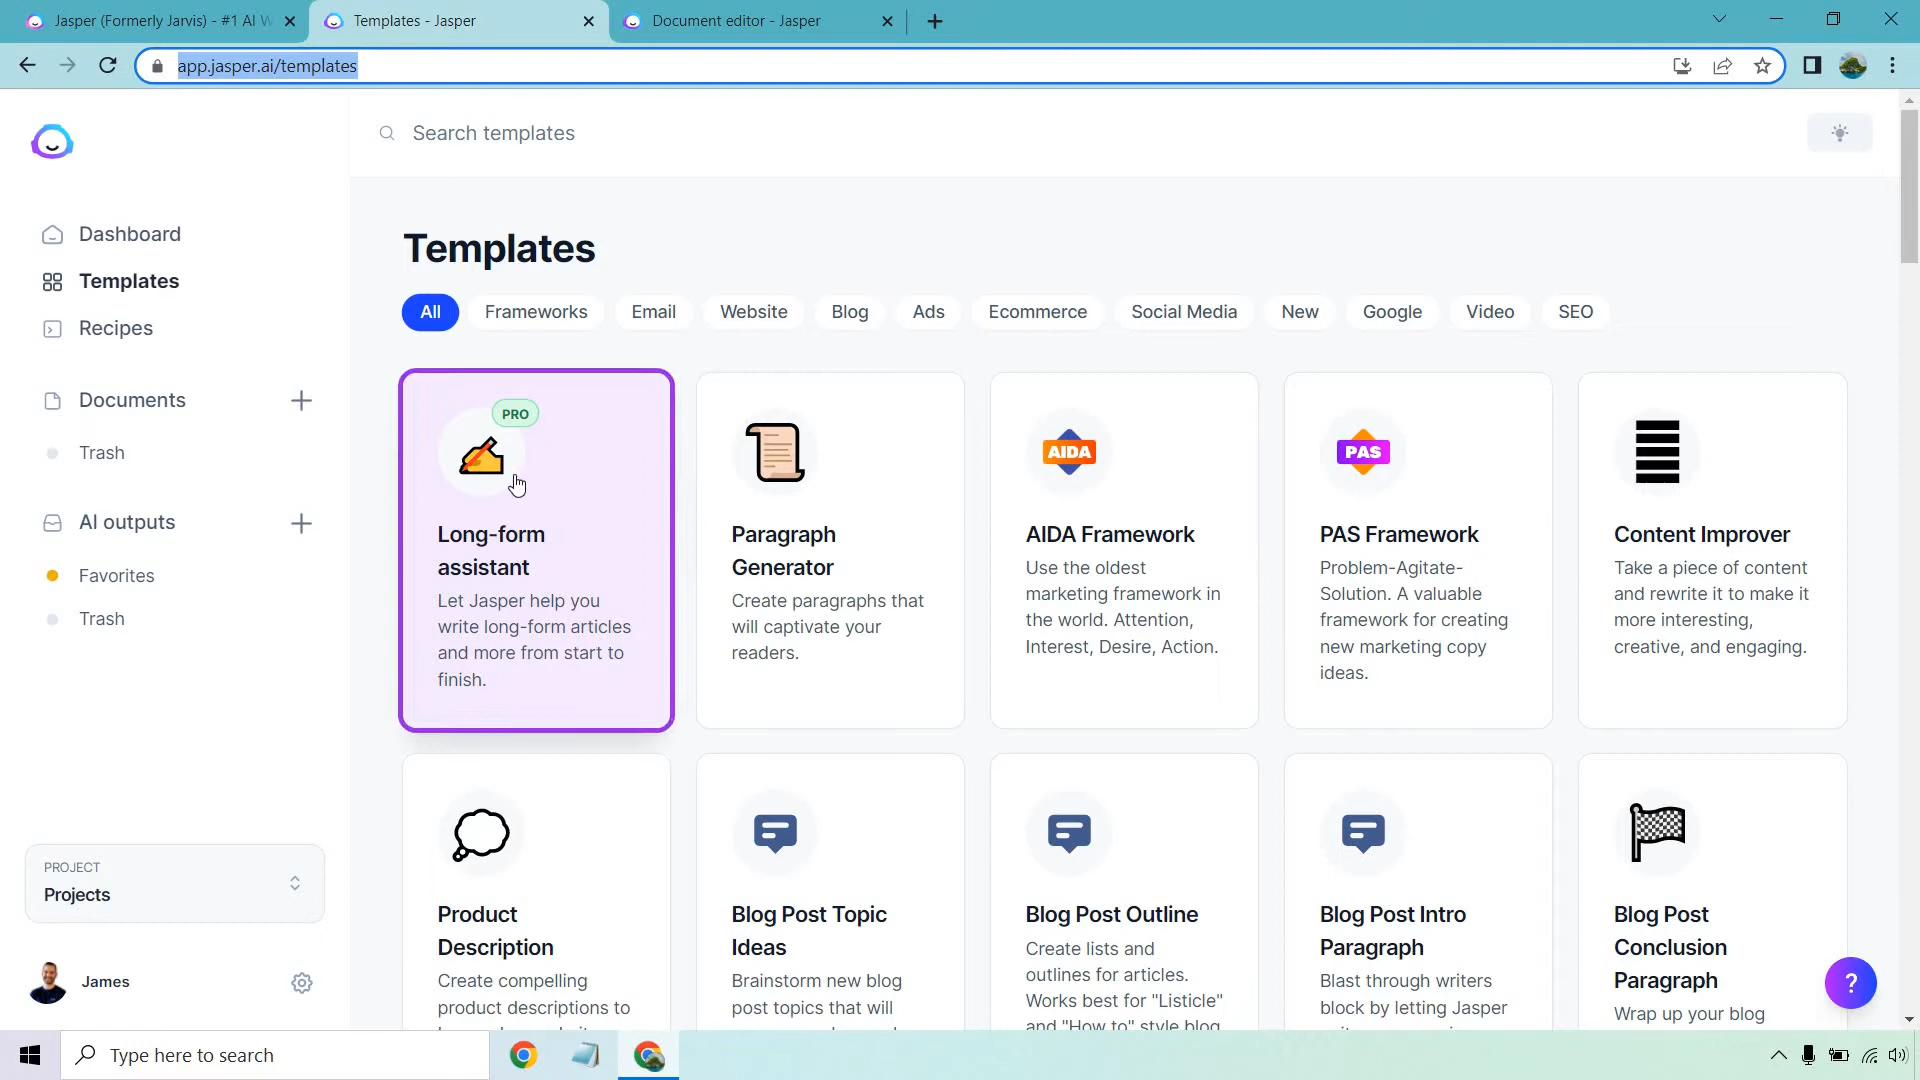 Jasper (Formerly Jarvis) - #1 AI W
Templates - Jasper
Document editor - Jasper
app.jasper.ai/templates
Search templates
Dashboard
Templates
Recipes
Documents
Trash
AI outputs
Favorites
Trash
PROJECT
Projects
James
Templates
All
Frameworks
Email
Website
Blog
Ads
Ecommerce
Social Media
New
Google
Video
SEO
PRO
Long-form
assistant
Let Jasper help you
write long-form articles
and more from start to
finish.
Paragraph
Generator
Create paragraphs that
will captivate your
readers.
AIDA
AIDA Framework
Use the oldest
marketing framework in
the world. Attention,
Interest, Desire, Action.
PAS
PAS Framework
Problem-Agitate-
Solution. A valuable
framework for creating
new marketing copy
ideas.
Content Improver
Take a piece of content
and rewrite it to make it
more interesting,
creative, and engaging.
Product
Description
Create compelling
product descriptions to
Blog Post Topic
Ideas
Brainstorm new blog
post topics that will
Blog Post Outline
Create lists and
outlines for articles.
Works best for "Listicle"
and "How to" style blog
Blog Post Intro
Paragraph
Blast through writers
block by letting Jasper
Blog Post
Conclusion
Paragraph
Wrap up your blog
?
Type here to search